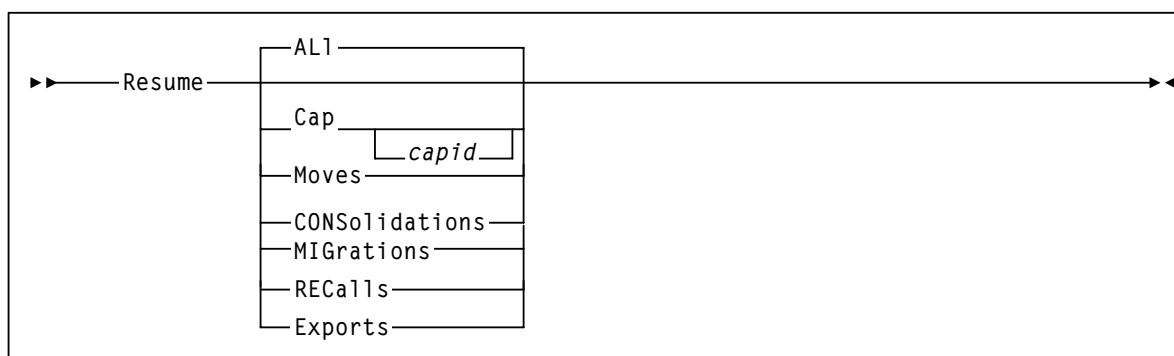 ALl
Resume
Cap
capid
Moves
CONSolidations
MIGrations
RECalls
Exports